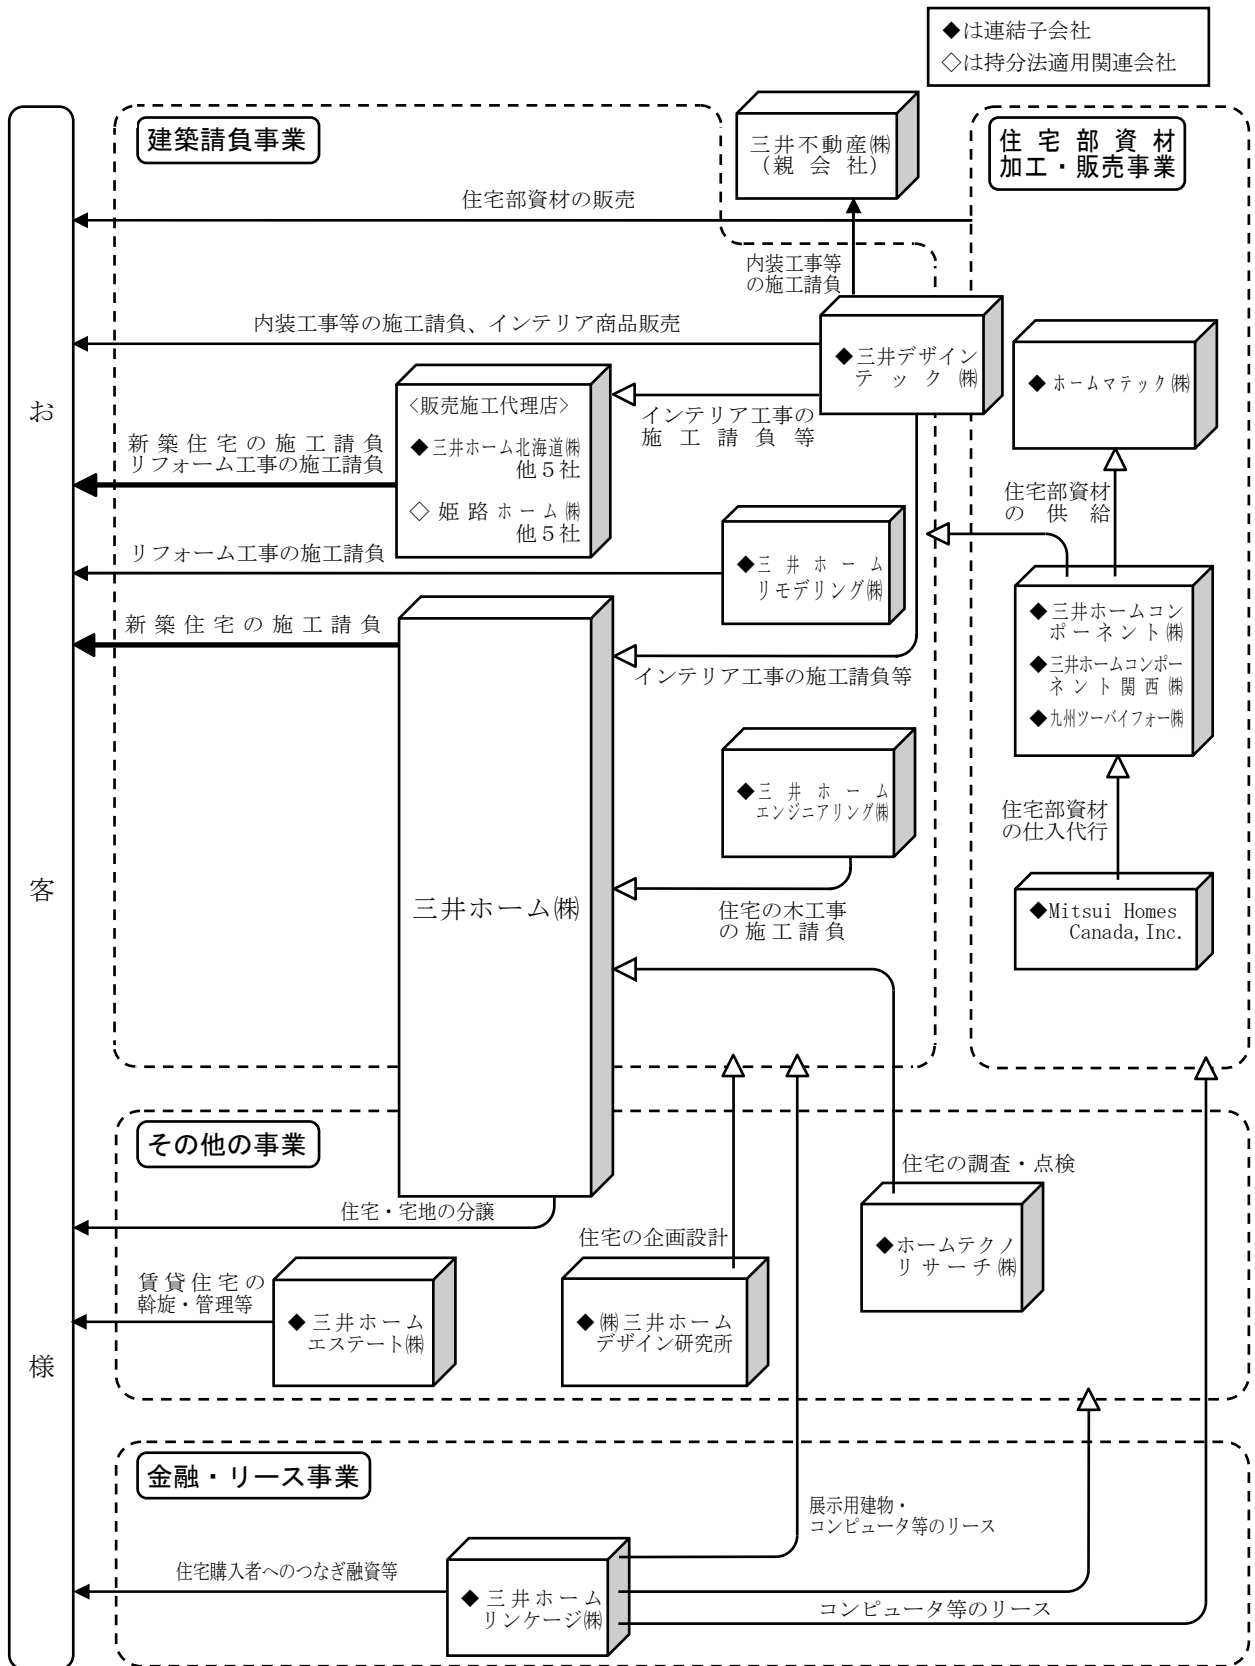 ◆は連結子会社
◇は持分法適用関連会社
お客様
建築請負事業
三井不動産㈱
(親会社)
住宅部資材
加工・販売事業
住宅部資材の販売
内装工事等
の施工請負
内装工事等の施工請負、インテリア商品販売
◆三井デザイン
テック㈱
◆ホームマテック㈱
<販売施工代理店>
◆三井ホーム北海道㈱
他5社
◇姫路ホーム㈱
他5社
インテリア工事の
施工請負等
新築住宅の施工請負
リフォーム工事の施工請負
住宅部資材
の供給
リフォーム工事の施工請負
◆三井ホーム
リモデリング㈱
◆三井ホームコン
ポーネント㈱
◆三井ホームコンポー
ネント関西㈱
◆九州ツーバイフォー㈱
新築住宅の施工請負
インテリア工事の施工請負等
◆三井ホーム
エンジニアリング㈱
住宅部資材
の仕入代行
三井ホーム㈱
住宅の木工事
の施工請負
◆Mitsui Homes
Canada,Inc.
その他の事業
住宅の調査・点検
住宅・宅地の分譲
住宅の企画設計
◆ホームテクノ
リサーチ㈱
賃貸住宅の
斡旋・管理等
◆三井ホーム
エステート㈱
◆㈱三井ホーム
デザイン研究所
金融・リース事業
展示用建物・
コンピュータ等のリース
住宅購入者へのつなぎ融資等
◆三井ホーム
リンケージ㈱
コンピュータ等のリース